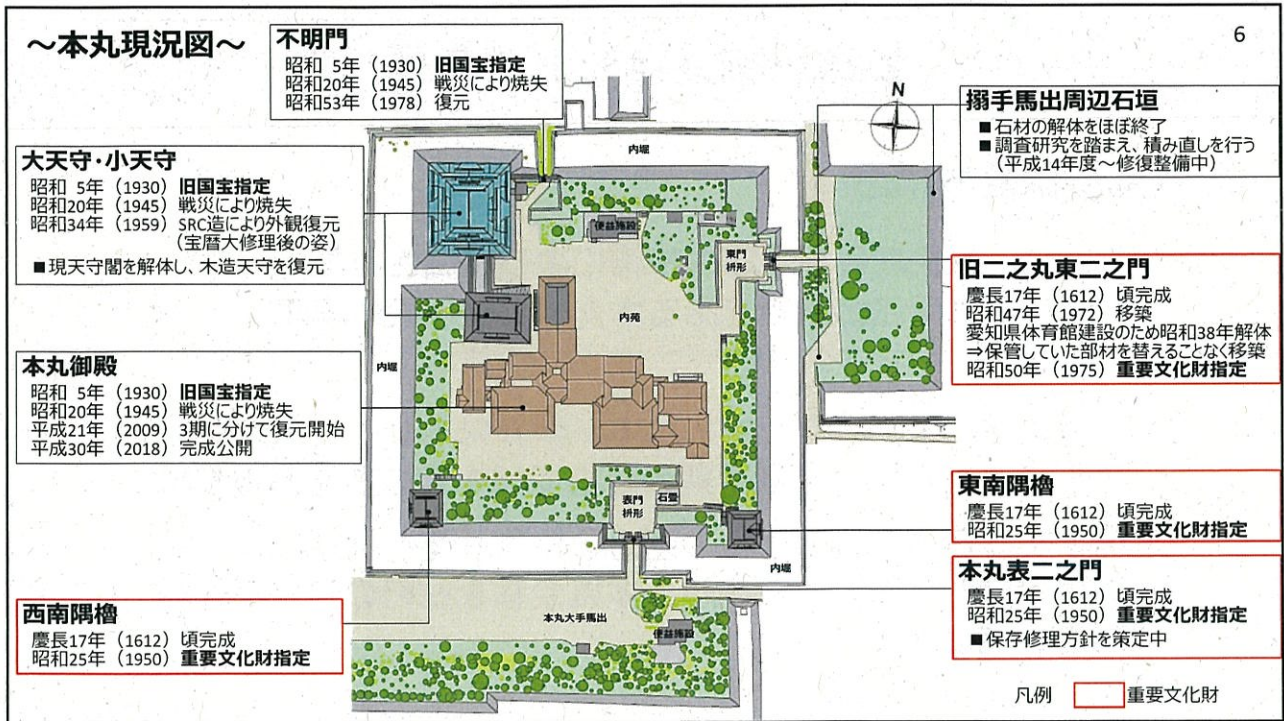 ～本丸現況図～
6
不明門
昭和 5年（1930）旧国宝指定
昭和20年（1945）戦災により焼失
昭和53年（1978）復元
大天守・小天守
昭和 5年（1930）旧国宝指定
昭和20年（1945）戦災により焼失
昭和34年（1959）SRC造により外観復元
（宝暦大修理後の姿）
■現天守閣を解体し、木造天守を復元
本丸御殿
昭和 5年（1930）旧国宝指定
昭和20年（1945）戦災により焼失
平成21年（2009）3期に分けて復元開始
平成30年（2018）完成公開
西南隅櫓
慶長17年（1612）頃完成
昭和25年（1950）重要文化財指定
N
内堀
便益施設
東門
枡形
内苑
内堀
表門
枡形
石畳
内堀
本丸大手馬出
便益施設
搦手馬出周辺石垣
■石材の解体をほぼ終了
■調査研究を踏まえ、積み直しを行う
（平成14年度～修復整備中）
旧二之丸東二之門
慶長17年（1612）頃完成
昭和47年（1972）移築
愛知県体育館建設のため昭和38年解体
⇒保管していた部材を替えることなく移築
昭和50年（1975）重要文化財指定
東南隅櫓
慶長17年（1612）頃完成
昭和25年（1950）重要文化財指定
本丸表二之門
慶長17年（1612）頃完成
昭和25年（1950）重要文化財指定
■保存修理方針を策定中
凡例 重要文化財